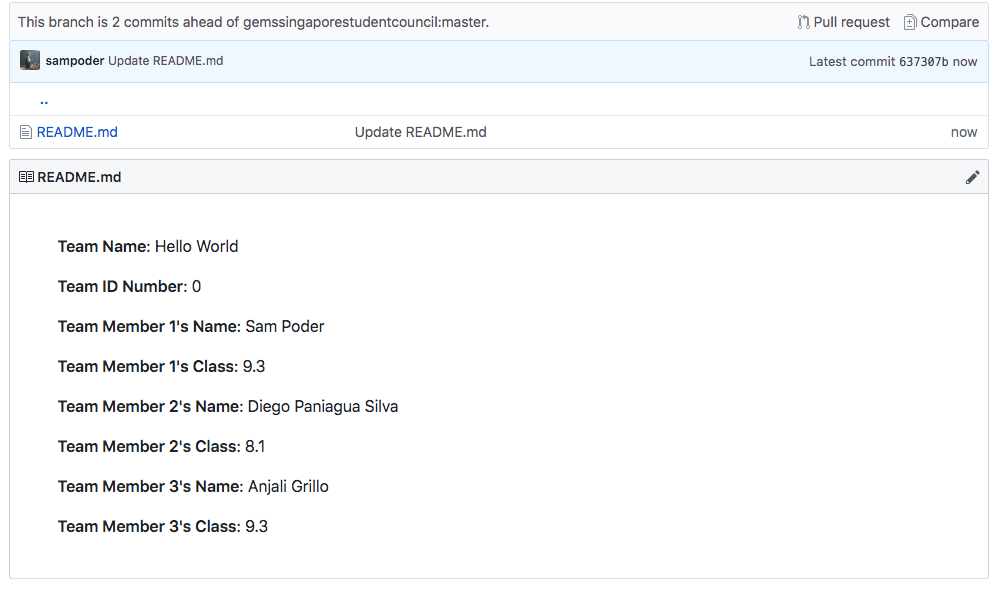 This branch is 2 commits ahead of gemssingaporestudentcouncil:master. Pull request Compare
sampoder Update README.md Latest commit 637307b now
..
README.md Update README.md now
README.md
Team Name: Hello World
Team ID Number: 0
Team Member 1's Name: Sam Poder
Team Member 1's Class: 9.3
Team Member 2's Name: Diego Paniagua Silva
Team Member 2's Class: 8.1
Team Member 3's Name: Anjali Grillo
Team Member 3's Class: 9.3